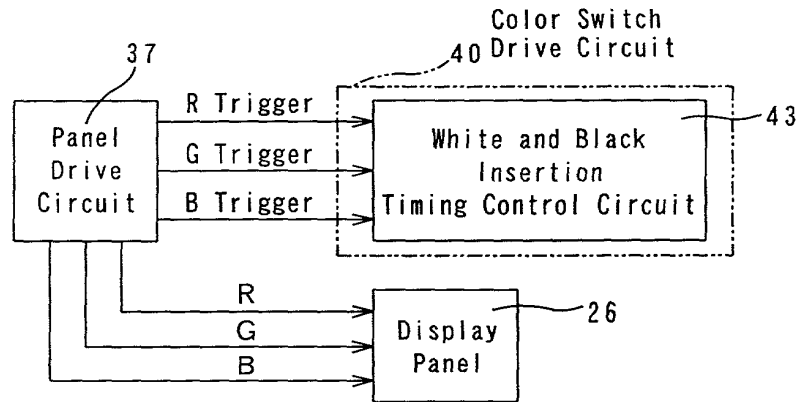 Color Switch
Drive Circuit
40
37
R Trigger
G Trigger
B Trigger
Panel
Drive
Circuit
White and Black
Insertion
Timing Control Circuit
43
R
G
B
Display
Panel
26